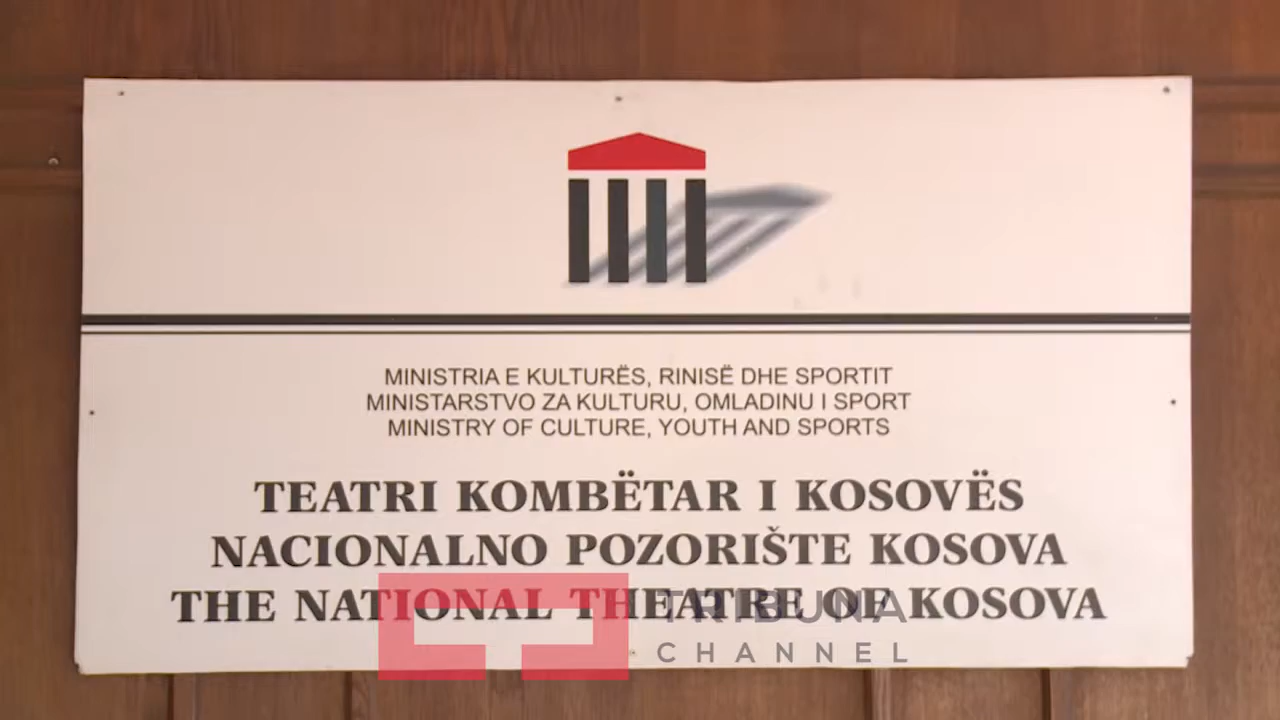 MINISTRIA E KULTURËS, RINISË DHE SPORTIT
MINISTARSTVO ZA KULTURU, OMLADINU I SPORT
MINISTRY OF CULTURE, YOUTH AND SPORTS
TEATRI KOMBËTAR I KOSOVËS
NACIONALNO POZORIŠTE KOSOVA
THE NATIONAL THEATRE OF KOSOVA
TRIBUNA
CHANNEL